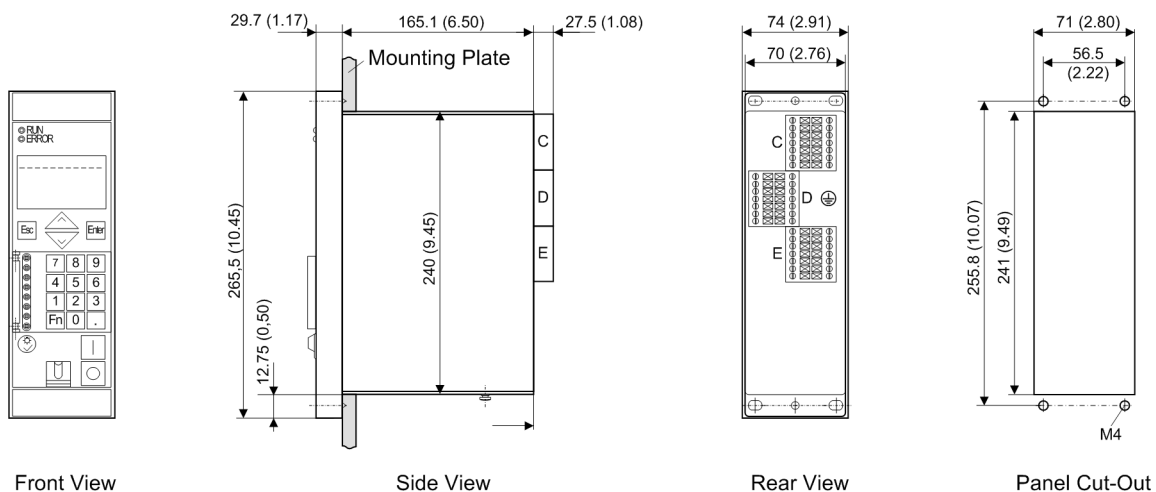 29.7 (1.17)
165.1 (6.50)
27.5 (1.08)
74 (2.91)
71 (2.80)
70 (2.76)
56.5
(2.22)
Mounting Plate
RUN
ERROR
Esc
Enter
7 8 9
4 5 6
1 2 3
Fn 0 .
265,5 (10.45)
12.75 (0,50)
240 (9.45)
C
D
E
C
D
E
255.8 (10.07)
241 (9.49)
M4
Front View
Side View
Rear View
Panel Cut-Out